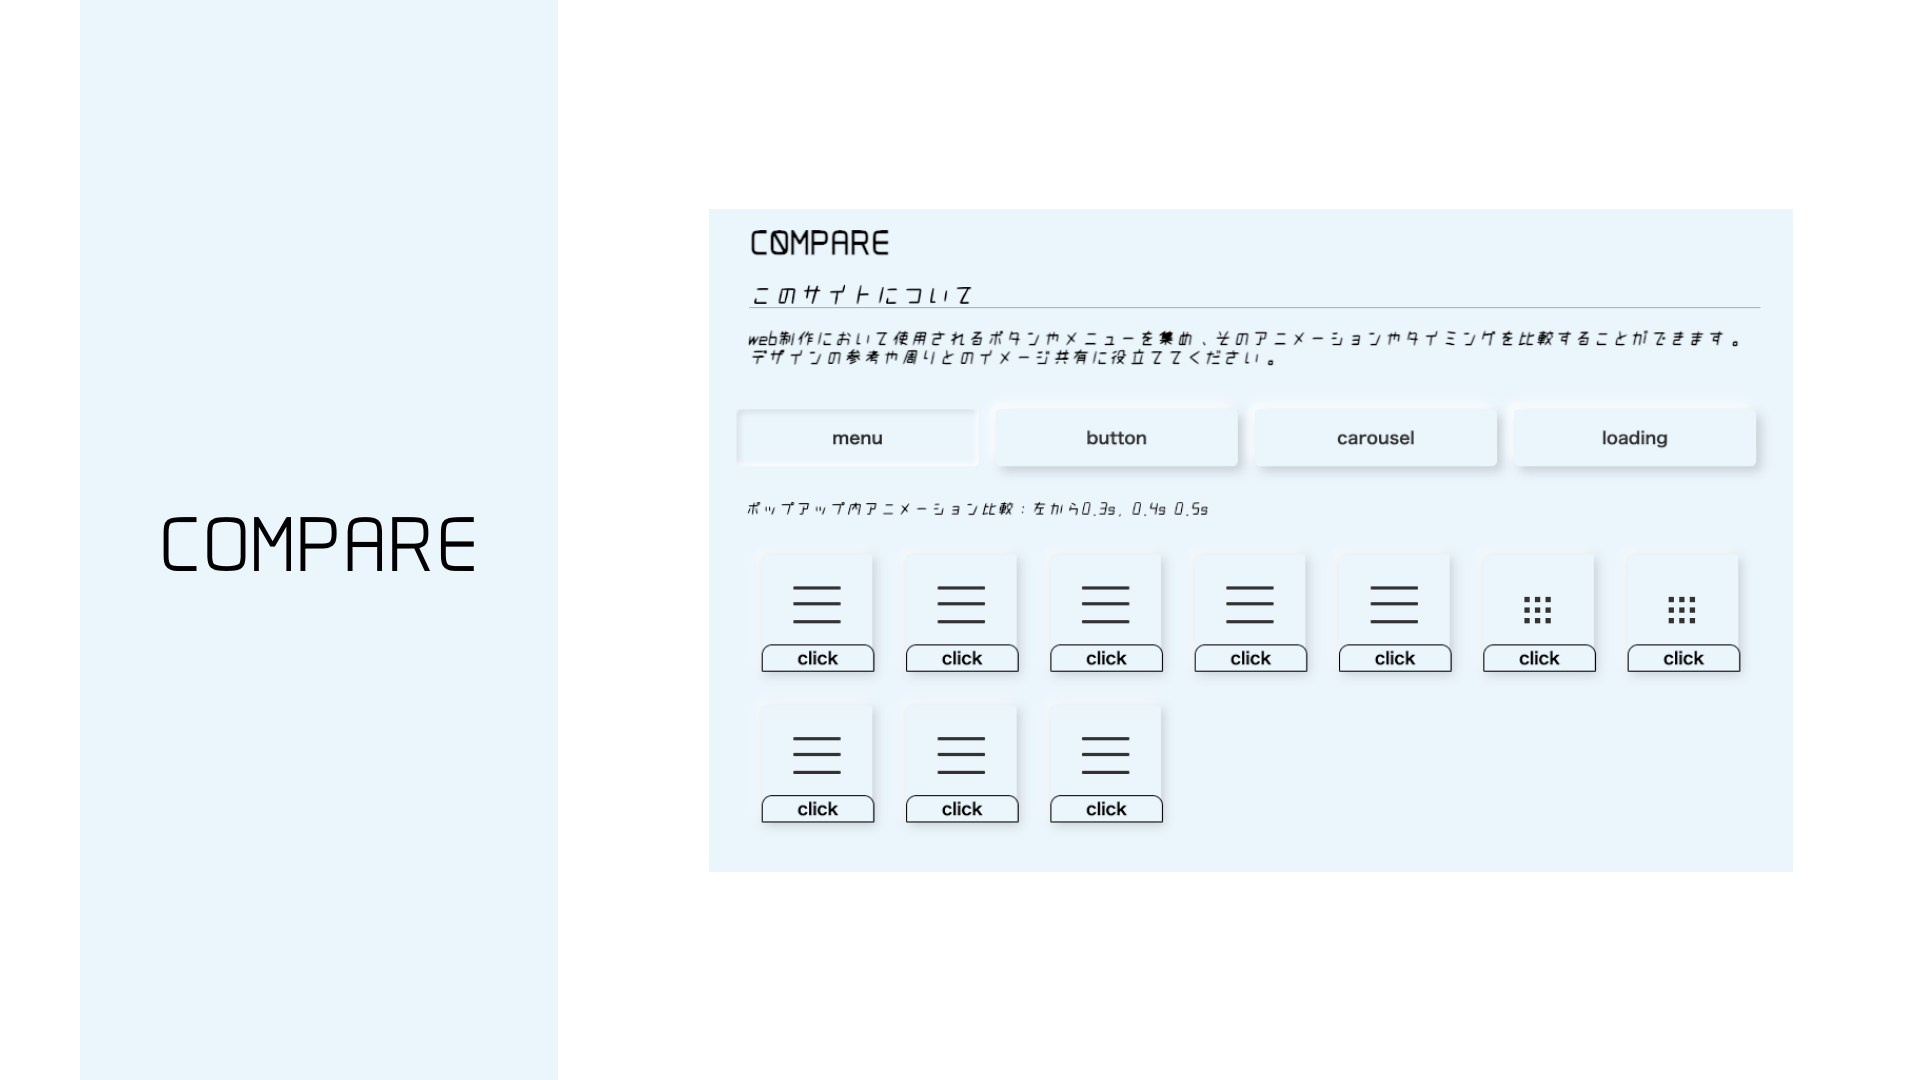 COMPARE
COMPARE
このサイトについて
web制作において使用されるボタンやメニューを集め、そのアニメーションやタイミングを比較することができます。
デザインの参考や周りとのイメージ共有に役立ててください。
menu
button
carousel
loading
ポップアップ内アニメーション比較：左から0.3s, 0.4s 0.5s
click
click
click
click
click
click
click
click
click
click